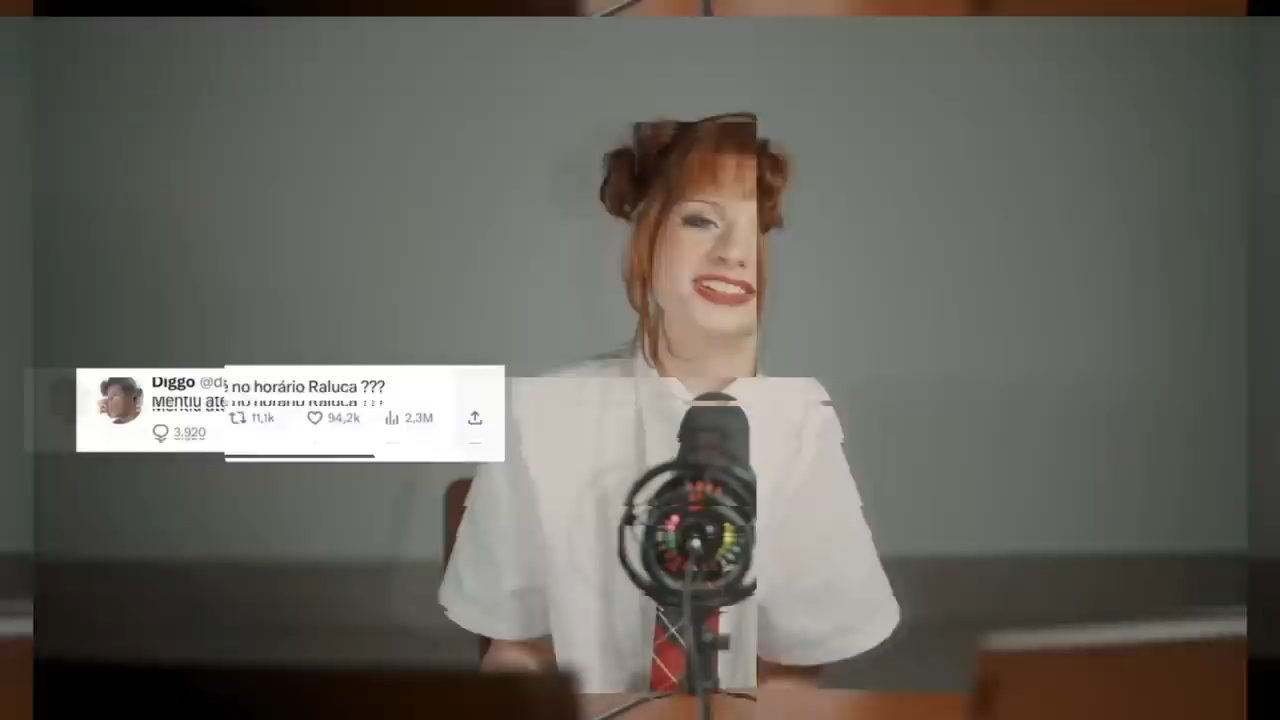 Diggo
Mentiu até no horário Raluca ???
3.920 11,1k 94,2k 2,3M